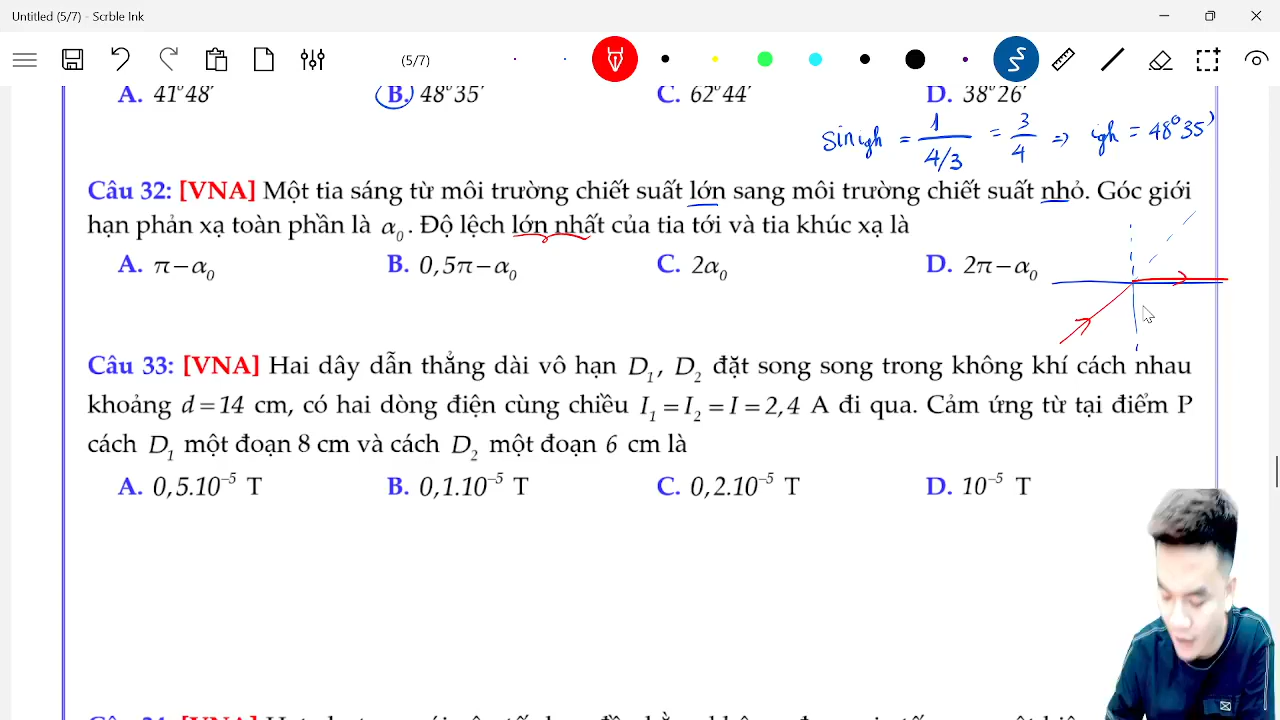 Untitled (5/7) - Scrble Ink
(5/7)
A. 41°48' B. 48°35' C. 62°44' D. 38°26'
sin igh = 1 / 4/3 = 3/4 => igh = 48°35'
Câu 32: [VNA] Một tia sáng từ môi trường chiết suất lớn sang môi trường chiết suất nhỏ. Góc giới
hạn phản xạ toàn phần là α₀. Độ lệch lớn nhất của tia tới và tia khúc xạ là
A. π−α₀ B. 0,5π−α₀ C. 2α₀ D. 2π−α₀
Câu 33: [VNA] Hai dây dẫn thẳng dài vô hạn D₁, D₂ đặt song song trong không khí cách nhau
khoảng d=14 cm, có hai dòng điện cùng chiều I₁=I₂=I=2,4 A đi qua. Cảm ứng từ tại điểm P
cách D₁ một đoạn 8 cm và cách D₂ một đoạn 6 cm là
A. 0,5.10⁻⁵ T B. 0,1.10⁻⁵ T C. 0,2.10⁻⁵ T D. 10⁻⁵ T